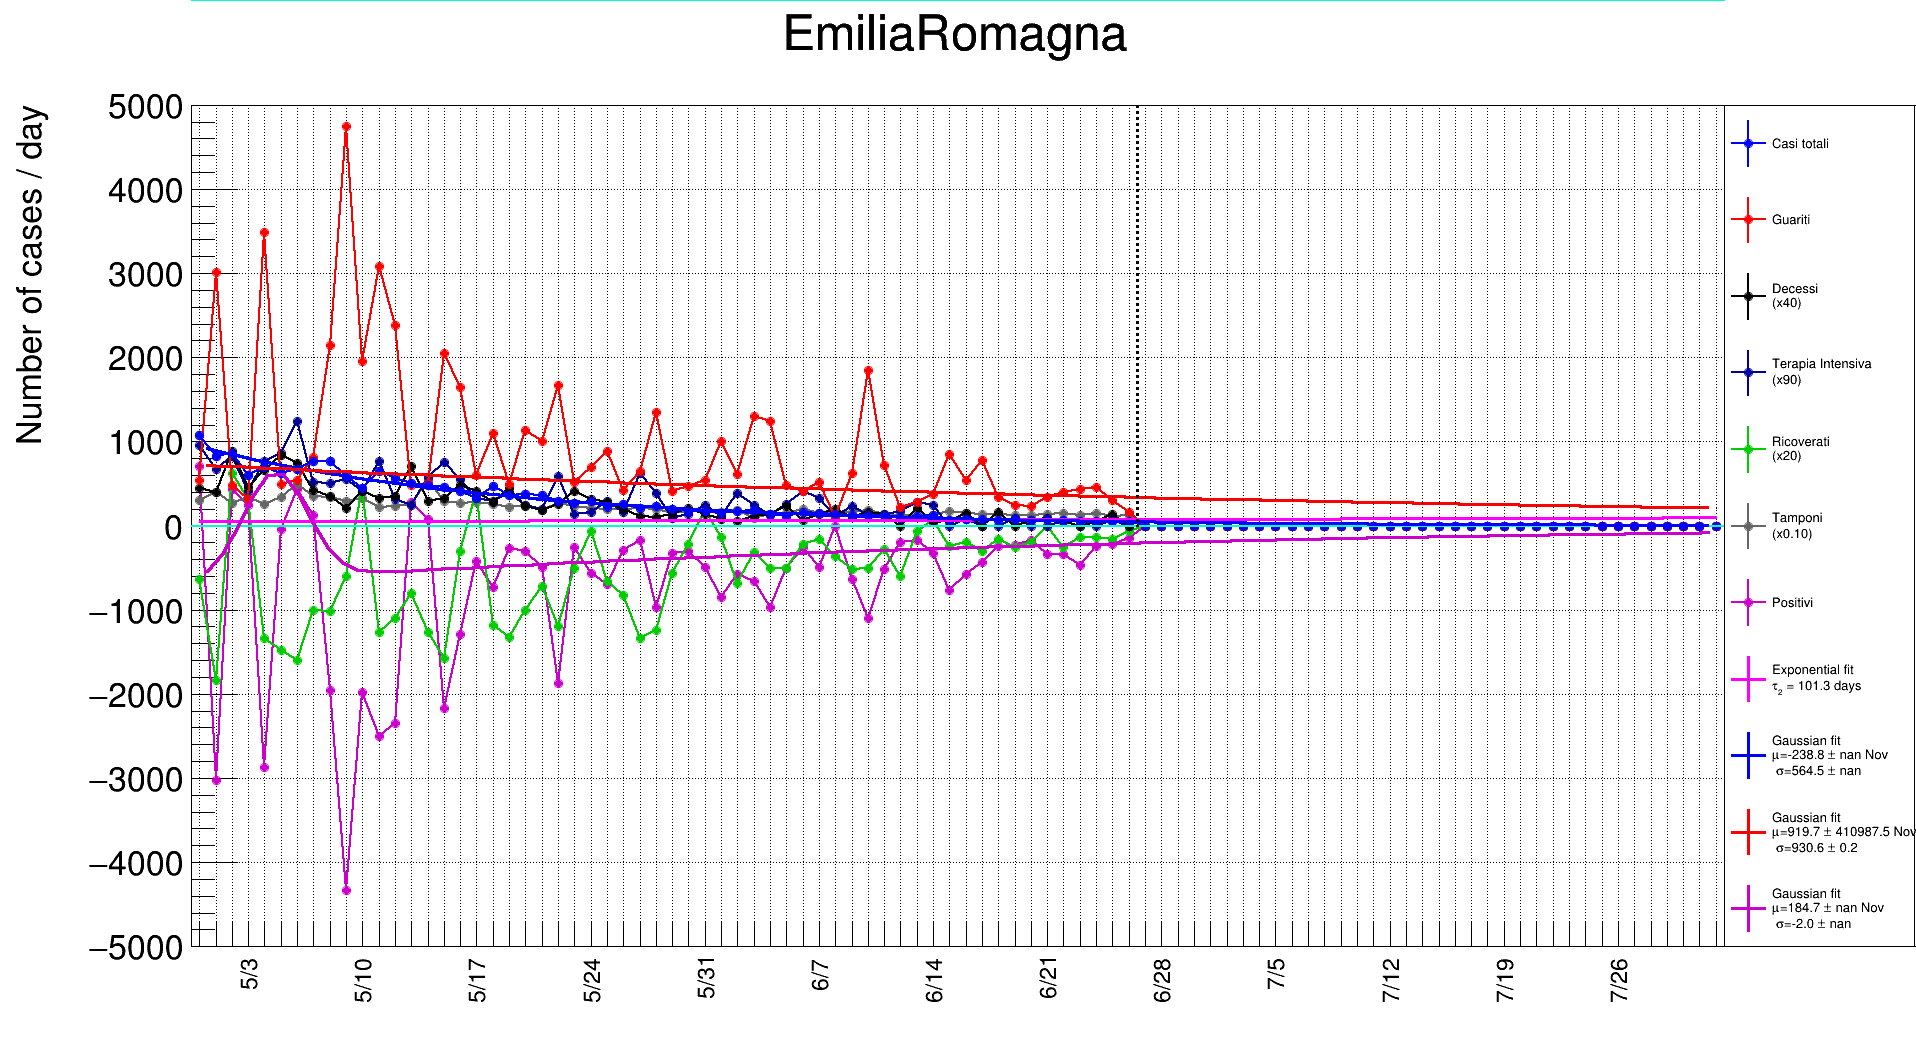 EmiliaRomagna
Number of cases / day
5000
4000
3000
2000
1000
0
−1000
−2000
−3000
−4000
−5000
5/3
5/10
5/17
5/24
5/31
6/7
6/14
6/21
6/28
7/5
7/12
7/19
7/26
Casi totali
Guariti
Decessi
(x40)
Terapia Intensiva
(x90)
Ricoverati
(x20)
Tamponi
(x0.10)
Positivi
Exponential fit
τ₂ = 101.3 days
Gaussian fit
μ=-238.8 ± nan Nov
σ=564.5 ± nan
Gaussian fit
μ=919.7 ± 410987.5 Nov
σ=930.6 ± 0.2
Gaussian fit
μ=184.7 ± nan Nov
σ=-2.0 ± nan